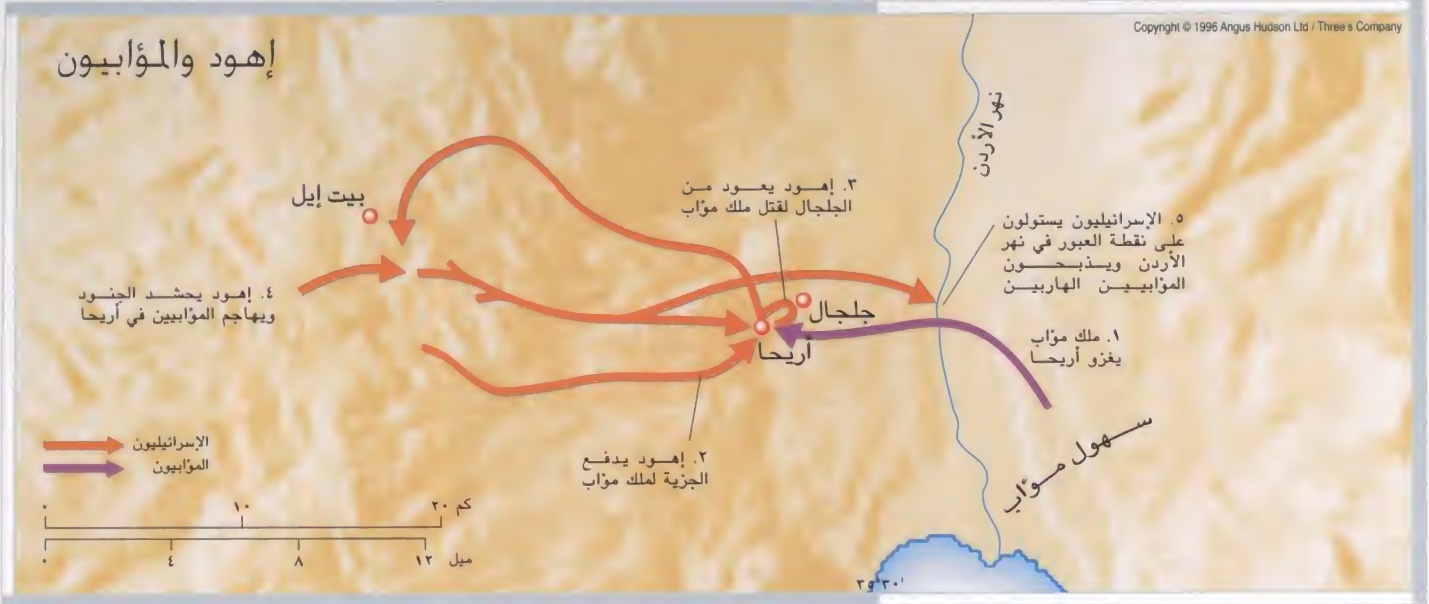 Copyright © 1996 Angus Hudson Ltd / Three's Company
إهود والمؤابيون
نهر الأردن
بيت إيل
٣. إهود يعود من
الجلجال لقتل ملك مؤاب
٥. الإسرائيليون يستولون
على نقطة العبور في نهر
الأردن ويذبحون
المؤابيين الهاربين
٤. إهود يحشد الجنود
ويهاجم المؤابيين في أريحا
جلجال
أريحا
١. ملك مؤاب
يغزو أريحا
سهول مؤاب
٢. إهود يدفع
الجزية لملك مؤاب
الإسرائيليون
المؤابيون
٠ ١٠ ٢٠ كم
٠ ٤ ٨ ١٢ ميل